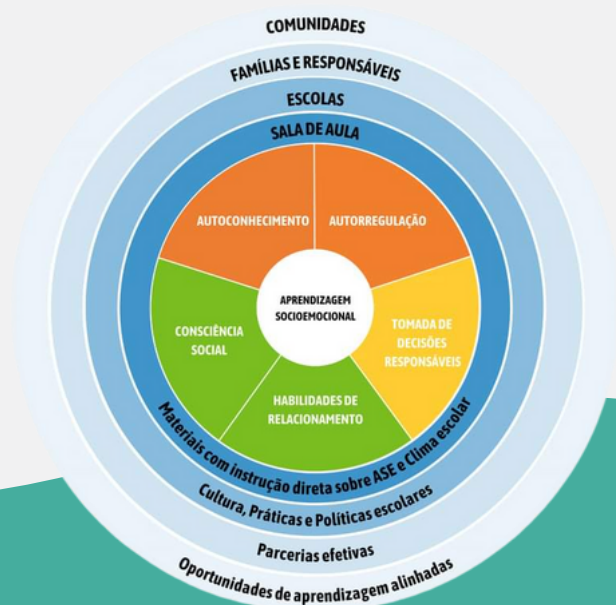 COMUNIDADES
FAMÍLIAS E RESPONSÁVEIS
ESCOLAS
SALA DE AULA
AUTOCONHECIMENTO
AUTORREGULAÇÃO
APRENDIZAGEM
SOCIOEMOCIONAL
CONSCIÊNCIA
SOCIAL
TOMADA DE
DECISÕES
RESPONSÁVEIS
HABILIDADES DE
RELACIONAMENTO
Materiais com instrução direta sobre ASE e Clima escolar
Cultura, Práticas e Políticas escolares
Parcerias efetivas
Oportunidades de aprendizagem alinhadas